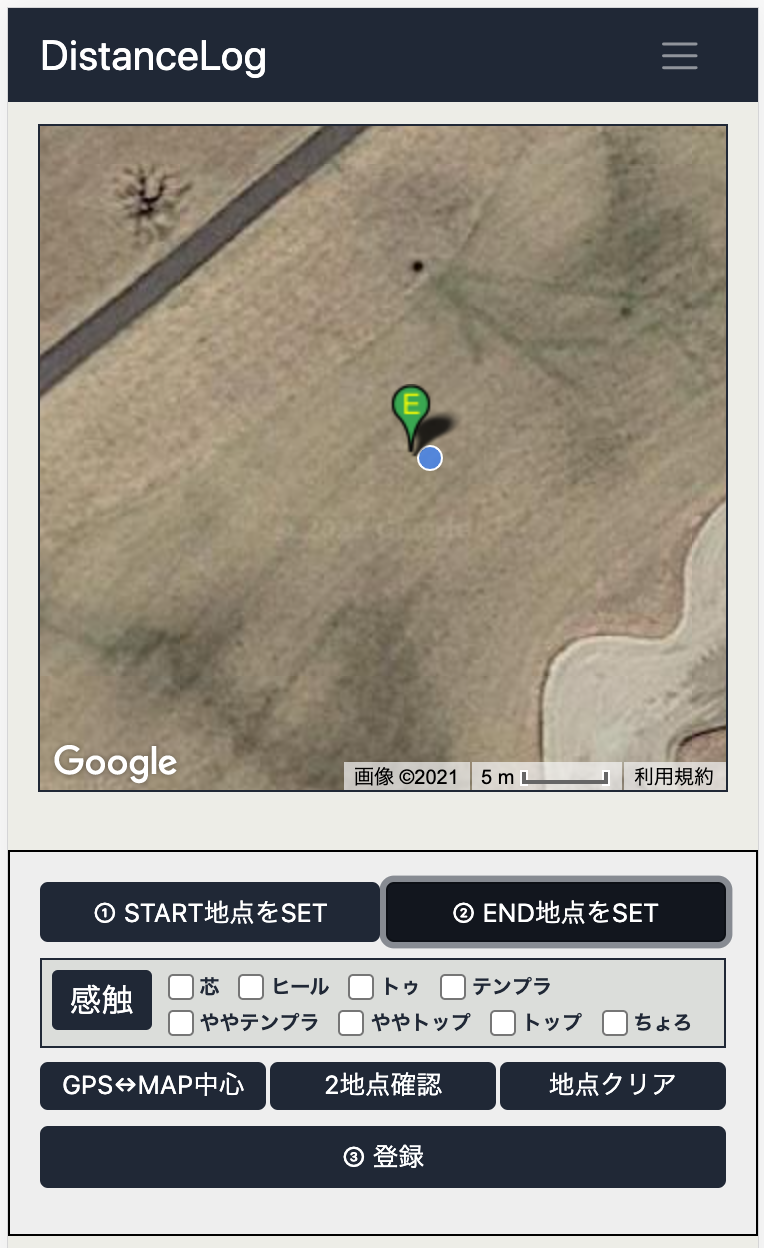 DistanceLog
E
Google
画像 ©2021 5 m 利用規約
① START地点をSET ② END地点をSET
感触
芯 ヒール トゥ テンプラ
ややテンプラ ややトップ トップ ちょろ
GPS⇔MAP中心 2地点確認 地点クリア
③ 登録